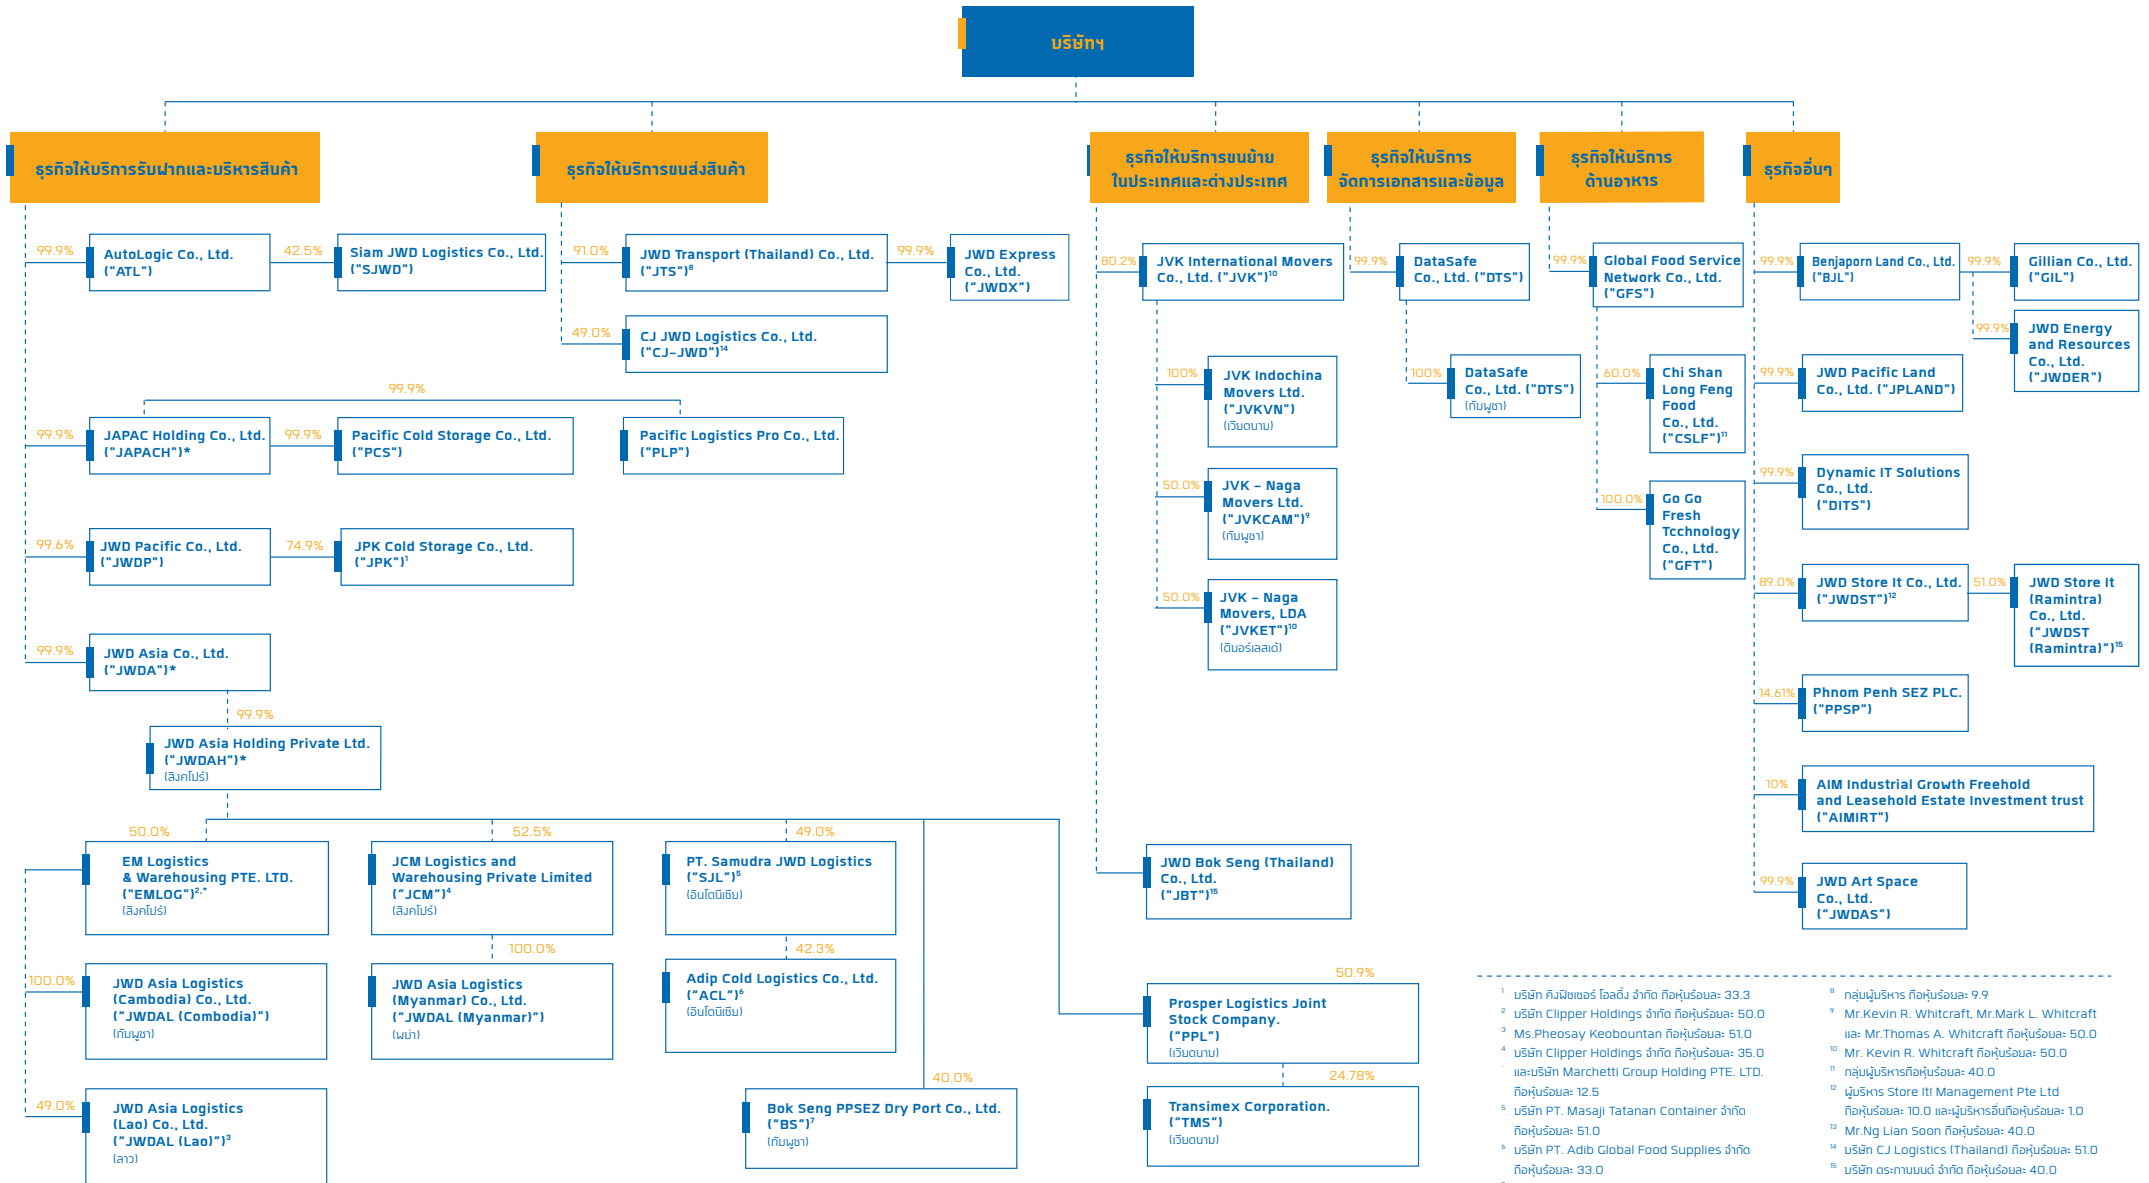 บริษัทฯ
ธุรกิจให้บริการรับฝากและบริหารสินค้า
99.9%
AutoLogic Co., Ltd.
("ATL")
42.5%
Siam JWD Logistics Co., Ltd.
("SJWD")
99.9%
99.9%
JAPAC Holding Co., Ltd.
("JAPACH")*
99.9%
Pacific Cold Storage Co., Ltd.
("PCS")
Pacific Logistics Pro Co., Ltd.
("PLP")
99.6%
JWD Pacific Co., Ltd.
("JWDP")
74.9%
JPK Cold Storage Co., Ltd.
("JPK")¹
99.9%
JWD Asia Co., Ltd.
("JWDA")*
99.9%
JWD Asia Holding Private Ltd.
("JWDAH")*
(สิงคโปร์)
50.0%
EM Logistics
& Warehousing PTE. LTD.
("EMLOG")²·*
(สิงคโปร์)
100.0%
JWD Asia Logistics
(Cambodia) Co., Ltd.
("JWDAL (Combodia)")
(กัมพูชา)
49.0%
JWD Asia Logistics
(Lao) Co., Ltd.
("JWDAL (Lao)")³
(ลาว)
52.5%
JCM Logistics and
Warehousing Private Limited
("JCM")⁴
(สิงคโปร์)
100.0%
JWD Asia Logistics
(Myanmar) Co., Ltd.
("JWDAL (Myanmar)")
(พม่า)
49.0%
PT. Samudra JWD Logistics
("SJL")⁵
(อินโดนีเซีย)
42.3%
Adip Cold Logistics Co., Ltd.
("ACL")⁶
(อินโดนีเซีย)
40.0%
Bok Seng PPSEZ Dry Port Co., Ltd.
("BS")⁷
(กัมพูชา)
50.9%
Prosper Logistics Joint
Stock Company.
("PPL")
(เวียดนาม)
24.78%
Transimex Corporation.
("TMS")
(เวียดนาม)
ธุรกิจให้บริการขนส่งสินค้า
91.0%
JWD Transport (Thailand) Co., Ltd.
("JTS")⁸
99.9%
JWD Express
Co., Ltd.
("JWDX")
49.0%
CJ JWD Logistics Co., Ltd.
("CJ-JWD")¹⁴
ธุรกิจให้บริการขนย้าย
ในประเทศและต่างประเทศ
80.2%
JVK International Movers
Co., Ltd. ("JVK")¹⁰
100%
JVK Indochina
Movers Ltd.
("JVKVN")
(เวียดนาม)
50.0%
JVK - Naga
Movers Ltd.
("JVKCAM")⁹
(กัมพูชา)
50.0%
JVK - Naga
Movers, LDA
("JVKET")¹⁰
(ติมอร์เลสเต้)
JWD Bok Seng (Thailand)
Co., Ltd.
("JBT")¹⁵
ธุรกิจให้บริการ
จัดการเอกสารและข้อมูล
99.9%
DataSafe
Co., Ltd. ("DTS")
100%
DataSafe
Co., Ltd. ("DTS")
(กัมพูชา)
ธุรกิจให้บริการ
ด้านอาหาร
99.9%
Global Food Service
Network Co., Ltd.
("GFS")
60.0%
Chi Shan
Long Feng
Food
Co., Ltd.
("CSLF")¹¹
100.0%
Go Go
Fresh
Tcchnology
Co., Ltd.
("GFT")
ธุรกิจอื่นๆ
99.9%
Benjaporn Land Co., Ltd.
("BJL")
99.9%
Gillian Co., Ltd.
("GIL")
99.9%
JWD Energy
and Resources
Co., Ltd.
("JWDER")
99.9%
JWD Pacific Land
Co., Ltd. ("JPLAND")
99.9%
Dynamic IT Solutions
Co., Ltd.
("DITS")
89.0%
JWD Store It Co., Ltd.
("JWDST")¹²
51.0%
JWD Store It
(Ramintra)
Co., Ltd.
("JWDST
(Ramintra)")¹⁵
14.61%
Phnom Penh SEZ PLC.
("PPSP")
10%
AIM Industrial Growth Freehold
and Leasehold Estate Investment trust
("AIMIRT")
99.9%
JWD Art Space
Co., Ltd.
("JWDAS")
¹ บริษัท คิงฟิชเชอร์ โฮลดิ้ง จำกัด ถือหุ้นร้อยละ 33.3
² บริษัท Clipper Holdings จำกัด ถือหุ้นร้อยละ 50.0
³ Ms.Pheosay Keobountan ถือหุ้นร้อยละ 51.0
⁴ บริษัท Clipper Holdings จำกัด ถือหุ้นร้อยละ 35.0
และบริษัท Marchetti Group Holding PTE. LTD.
ถือหุ้นร้อยละ 12.5
⁵ บริษัท PT. Masaji Tatanan Container จำกัด
ถือหุ้นร้อยละ 51.0
⁶ บริษัท PT. Adib Global Food Supplies จำกัด
ถือหุ้นร้อยละ 33.0
⁸ กลุ่มผู้บริหาร ถือหุ้นร้อยละ 9.9
⁹ Mr.Kevin R. Whitcraft, Mr.Mark L. Whitcraft
และ Mr.Thomas A. Whitcraft ถือหุ้นร้อยละ 50.0
¹⁰ Mr. Kevin R. Whitcraft ถือหุ้นร้อยละ 50.0
¹¹ กลุ่มผู้บริหารถือหุ้นร้อยละ 40.0
¹² ผู้บริหาร Store It! Management Pte Ltd
ถือหุ้นร้อยละ 10.0 และผู้บริหารอื่นถือหุ้นร้อยละ 1.0
¹³ Mr.Ng Lian Soon ถือหุ้นร้อยละ 40.0
¹⁴ บริษัท CJ Logistics (Thailand) ถือหุ้นร้อยละ 51.0
¹⁵ บริษัท ตระกานยนต์ จำกัด ถือหุ้นร้อยละ 40.0